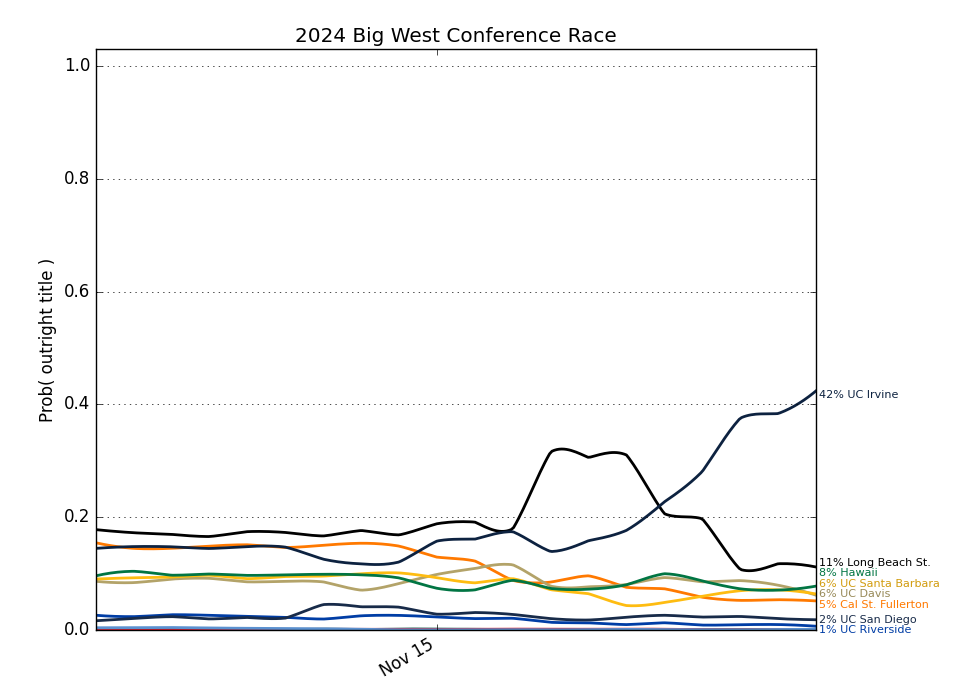 2024 Big West Conference Race
Prob( outright title )
1.0
0.8
0.6
0.4
0.2
0.0
Nov 15
42% UC Irvine
11% Long Beach St.
8% Hawaii
6% UC Santa Barbara
6% UC Davis
5% Cal St. Fullerton
2% UC San Diego
1% UC Riverside